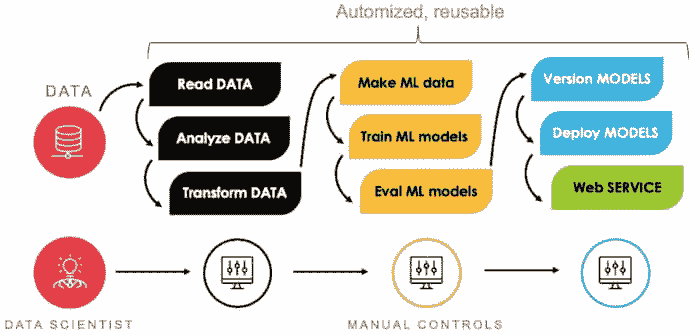 Automized, reusable
DATA
Read DATA
Analyze DATA
Transform DATA
Make ML data
Train ML models
Eval ML models
Version MODELS
Deploy MODELS
Web SERVICE
DATA SCIENTIST
MANUAL CONTROLS